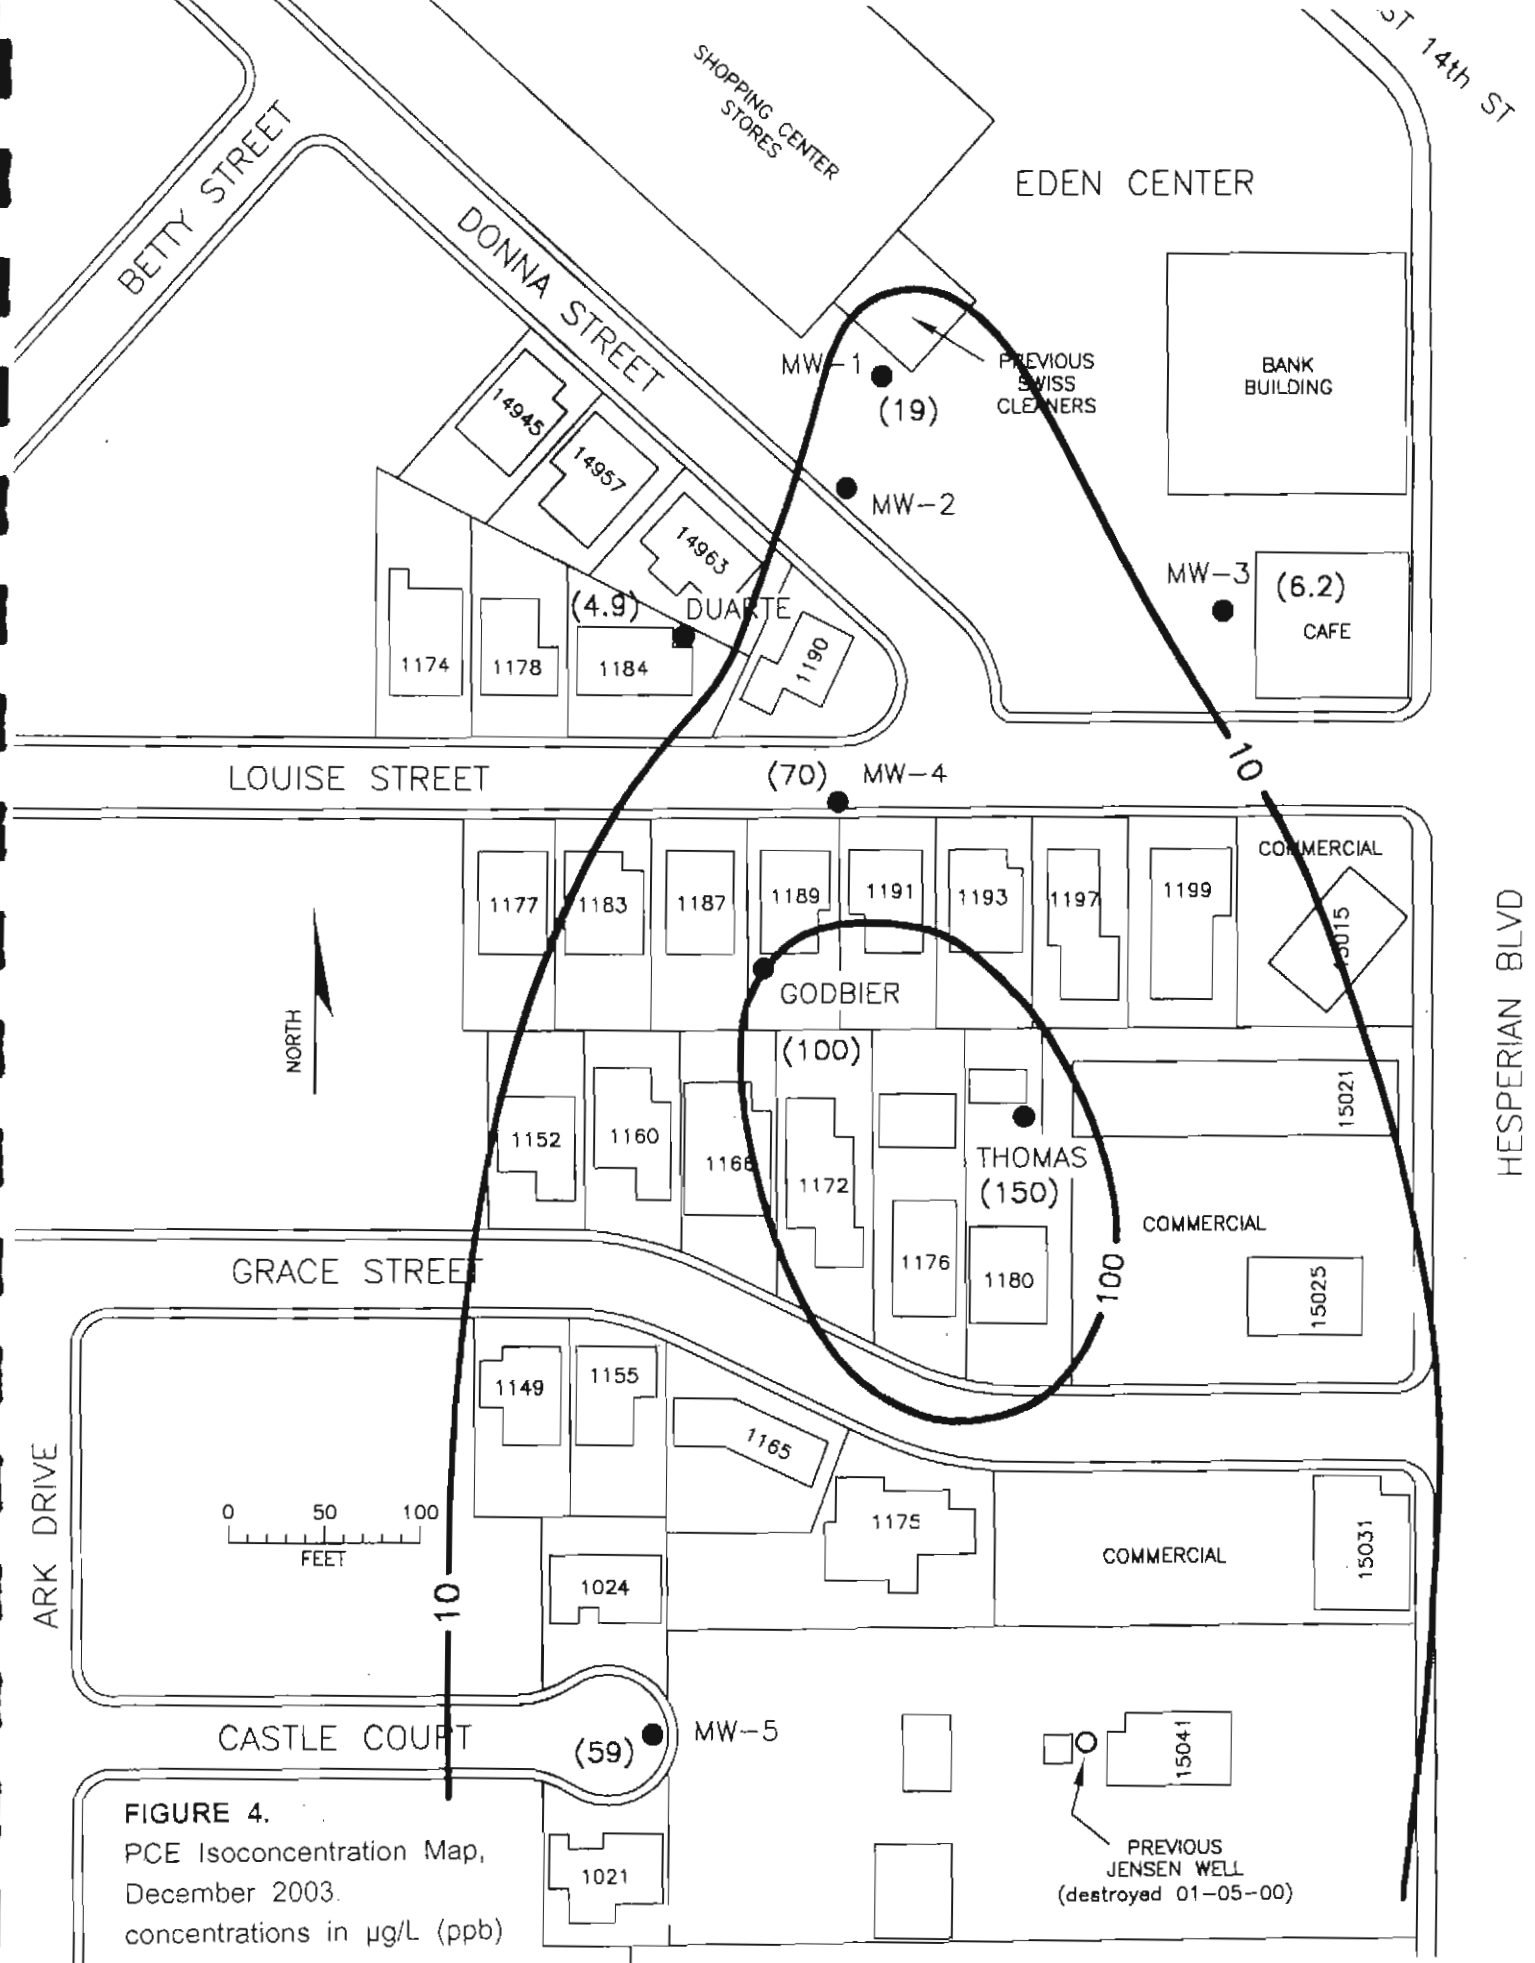 ST 14th ST
SHOPPING CENTER
STORES
EDEN CENTER
BETTY STREET
DONNA STREET
MW-1
(19)
PREVIOUS
SWISS
CLEANERS
BANK
BUILDING
14945
14957
14963
MW-2
MW-3
(6.2)
CAFE
(4.9)
DUARTE
1174
1178
1184
1190
10
LOUISE STREET
(70)
MW-4
COMMERCIAL
1177
1183
1187
1189
1191
1193
1197
1199
15015
HESPERIAN BLVD
GODBIER
(100)
NORTH
15021
1152
1160
1166
1172
THOMAS
(150)
COMMERCIAL
1176
1180
100
15025
GRACE STREET
1149
1155
1165
ARK DRIVE
0 50 100
FEET
1175
COMMERCIAL
15031
10
1024
CASTLE COURT
(59)
MW-5
15041
PREVIOUS
JENSEN WELL
(destroyed 01-05-00)
1021
FIGURE 4.
PCE Isoconcentration Map,
December 2003.
concentrations in µg/L (ppb)